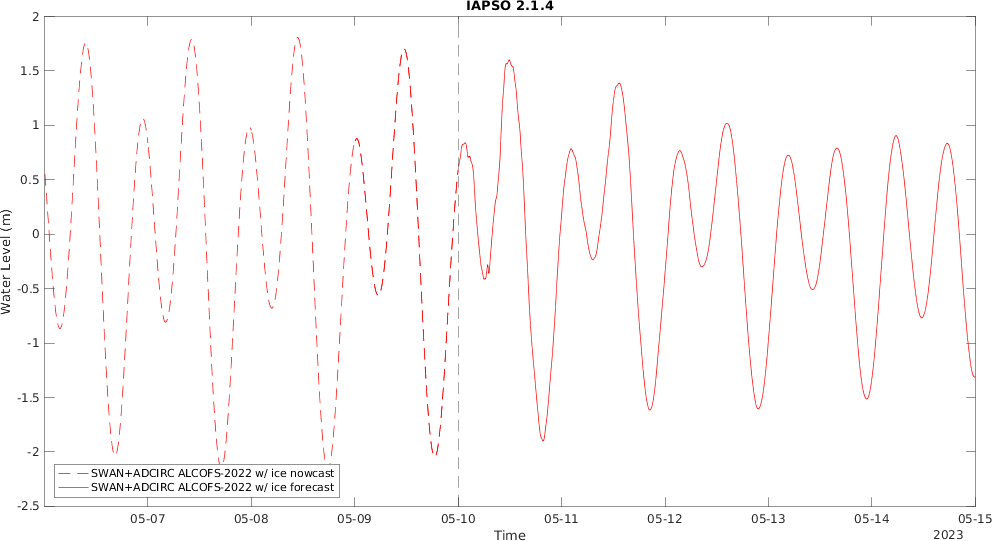 IAPSO 2.1.4
2
1.5
1
0.5
0
-0.5
-1
-1.5
-2
-2.5
Water Level (m)
SWAN+ADCIRC ALCOFS-2022 w/ ice nowcast
SWAN+ADCIRC ALCOFS-2022 w/ ice forecast
05-07 05-08 05-09 05-10 05-11 05-12 05-13 05-14 05-15
Time
2023